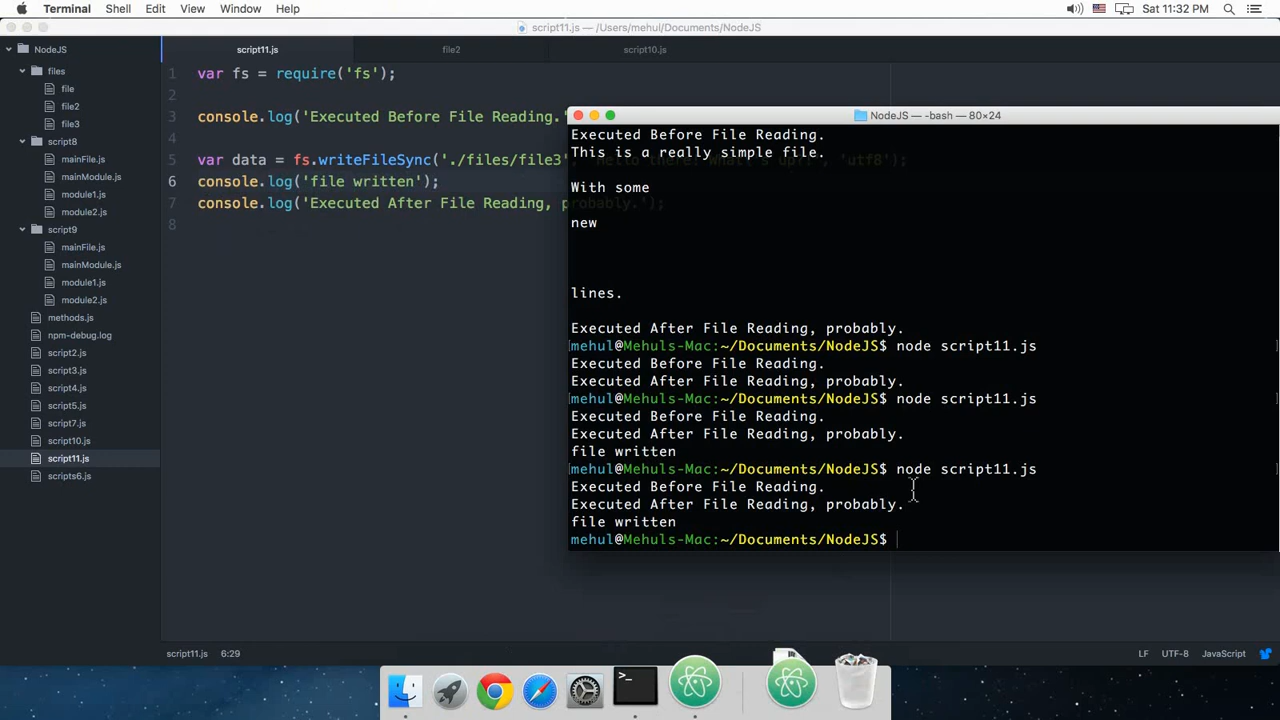 Terminal Shell Edit View Window Help
Sat 11:32 PM
script11.js — /Users/mehul/Documents/NodeJS
NodeJS
files
file
file2
file3
script8
mainFile.js
mainModule.js
module1.js
module2.js
script9
mainFile.js
mainModule.js
module1.js
module2.js
methods.js
npm-debug.log
script2.js
script3.js
script4.js
script5.js
script7.js
script10.js
script11.js
scripts6.js
script11.js file2 script10.js
1 var fs = require('fs');
2
3 console.log('Executed Before File Reading.'
4
5 var data = fs.writeFileSync('./files/file3', 'Hello there! What's up!', 'utf8');
6 console.log('file written');
7 console.log('Executed After File Reading, probably.');
8
NodeJS — -bash — 80×24
Executed Before File Reading.
This is a really simple file.
With some
new
lines.
Executed After File Reading, probably.
mehul@Mehuls-Mac:~/Documents/NodeJS$ node script11.js
Executed Before File Reading.
Executed After File Reading, probably.
mehul@Mehuls-Mac:~/Documents/NodeJS$ node script11.js
Executed Before File Reading.
Executed After File Reading, probably.
file written
mehul@Mehuls-Mac:~/Documents/NodeJS$ node script11.js
Executed Before File Reading.
Executed After File Reading, probably.
file written
mehul@Mehuls-Mac:~/Documents/NodeJS$
script11.js 6:29
LF UTF-8 JavaScript